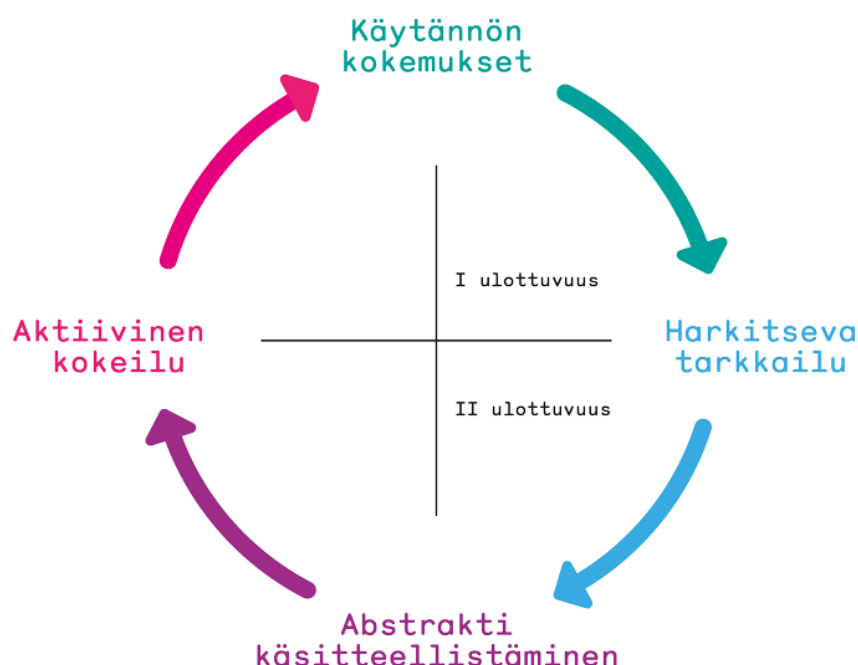 Käytännön
kokemukset
I ulottuvuus
Aktiivinen
kokeilu
Harkitseva
tarkkailu
II ulottuvuus
Abstrakti
käsitteellistäminen